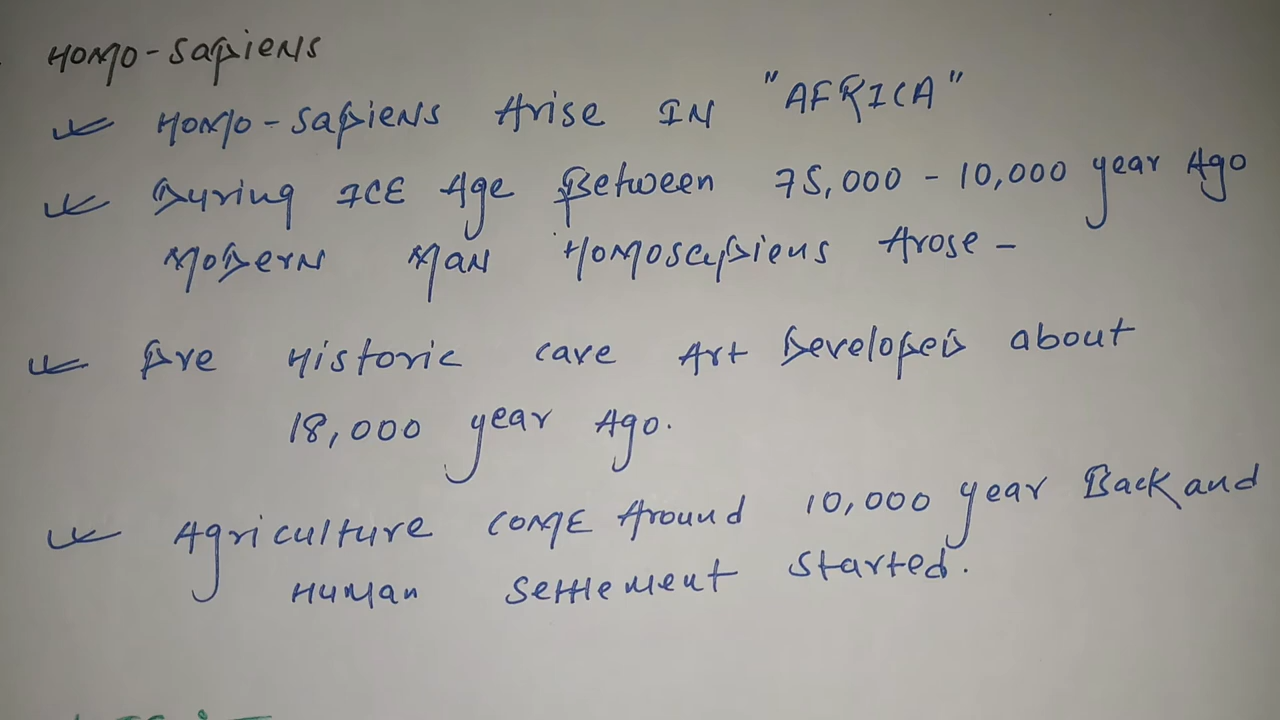 Homo-sapiens
Homo-sapiens Arise IN "AFRICA"
During ICE Age Between 75,000 - 10,000 year Ago
Modern Man Homosapiens Arose -
Pre Historic cave Art Developed about
18,000 year Ago.
Agriculture COME Around 10,000 year Back and
Human Settlement started.